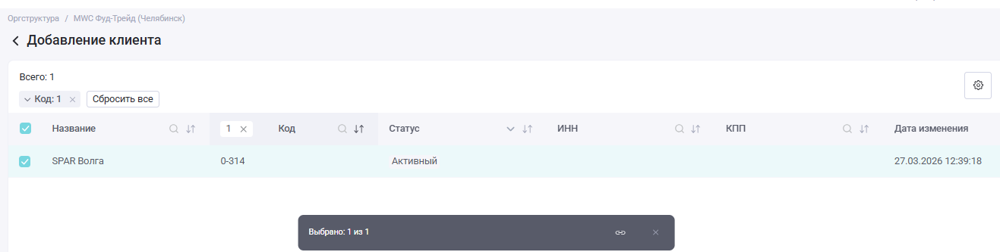 Оргструктура / МWC Фуд-Трейд (Челябинск)
Добавление клиента
Всего: 1
Код: 1 Сбросить все
Название 1 Код Статус ИНН КПП Дата изменения
SPAR Волга 0-314 Активный 27.03.2026 12:39:18
Выбрано: 1 из 1